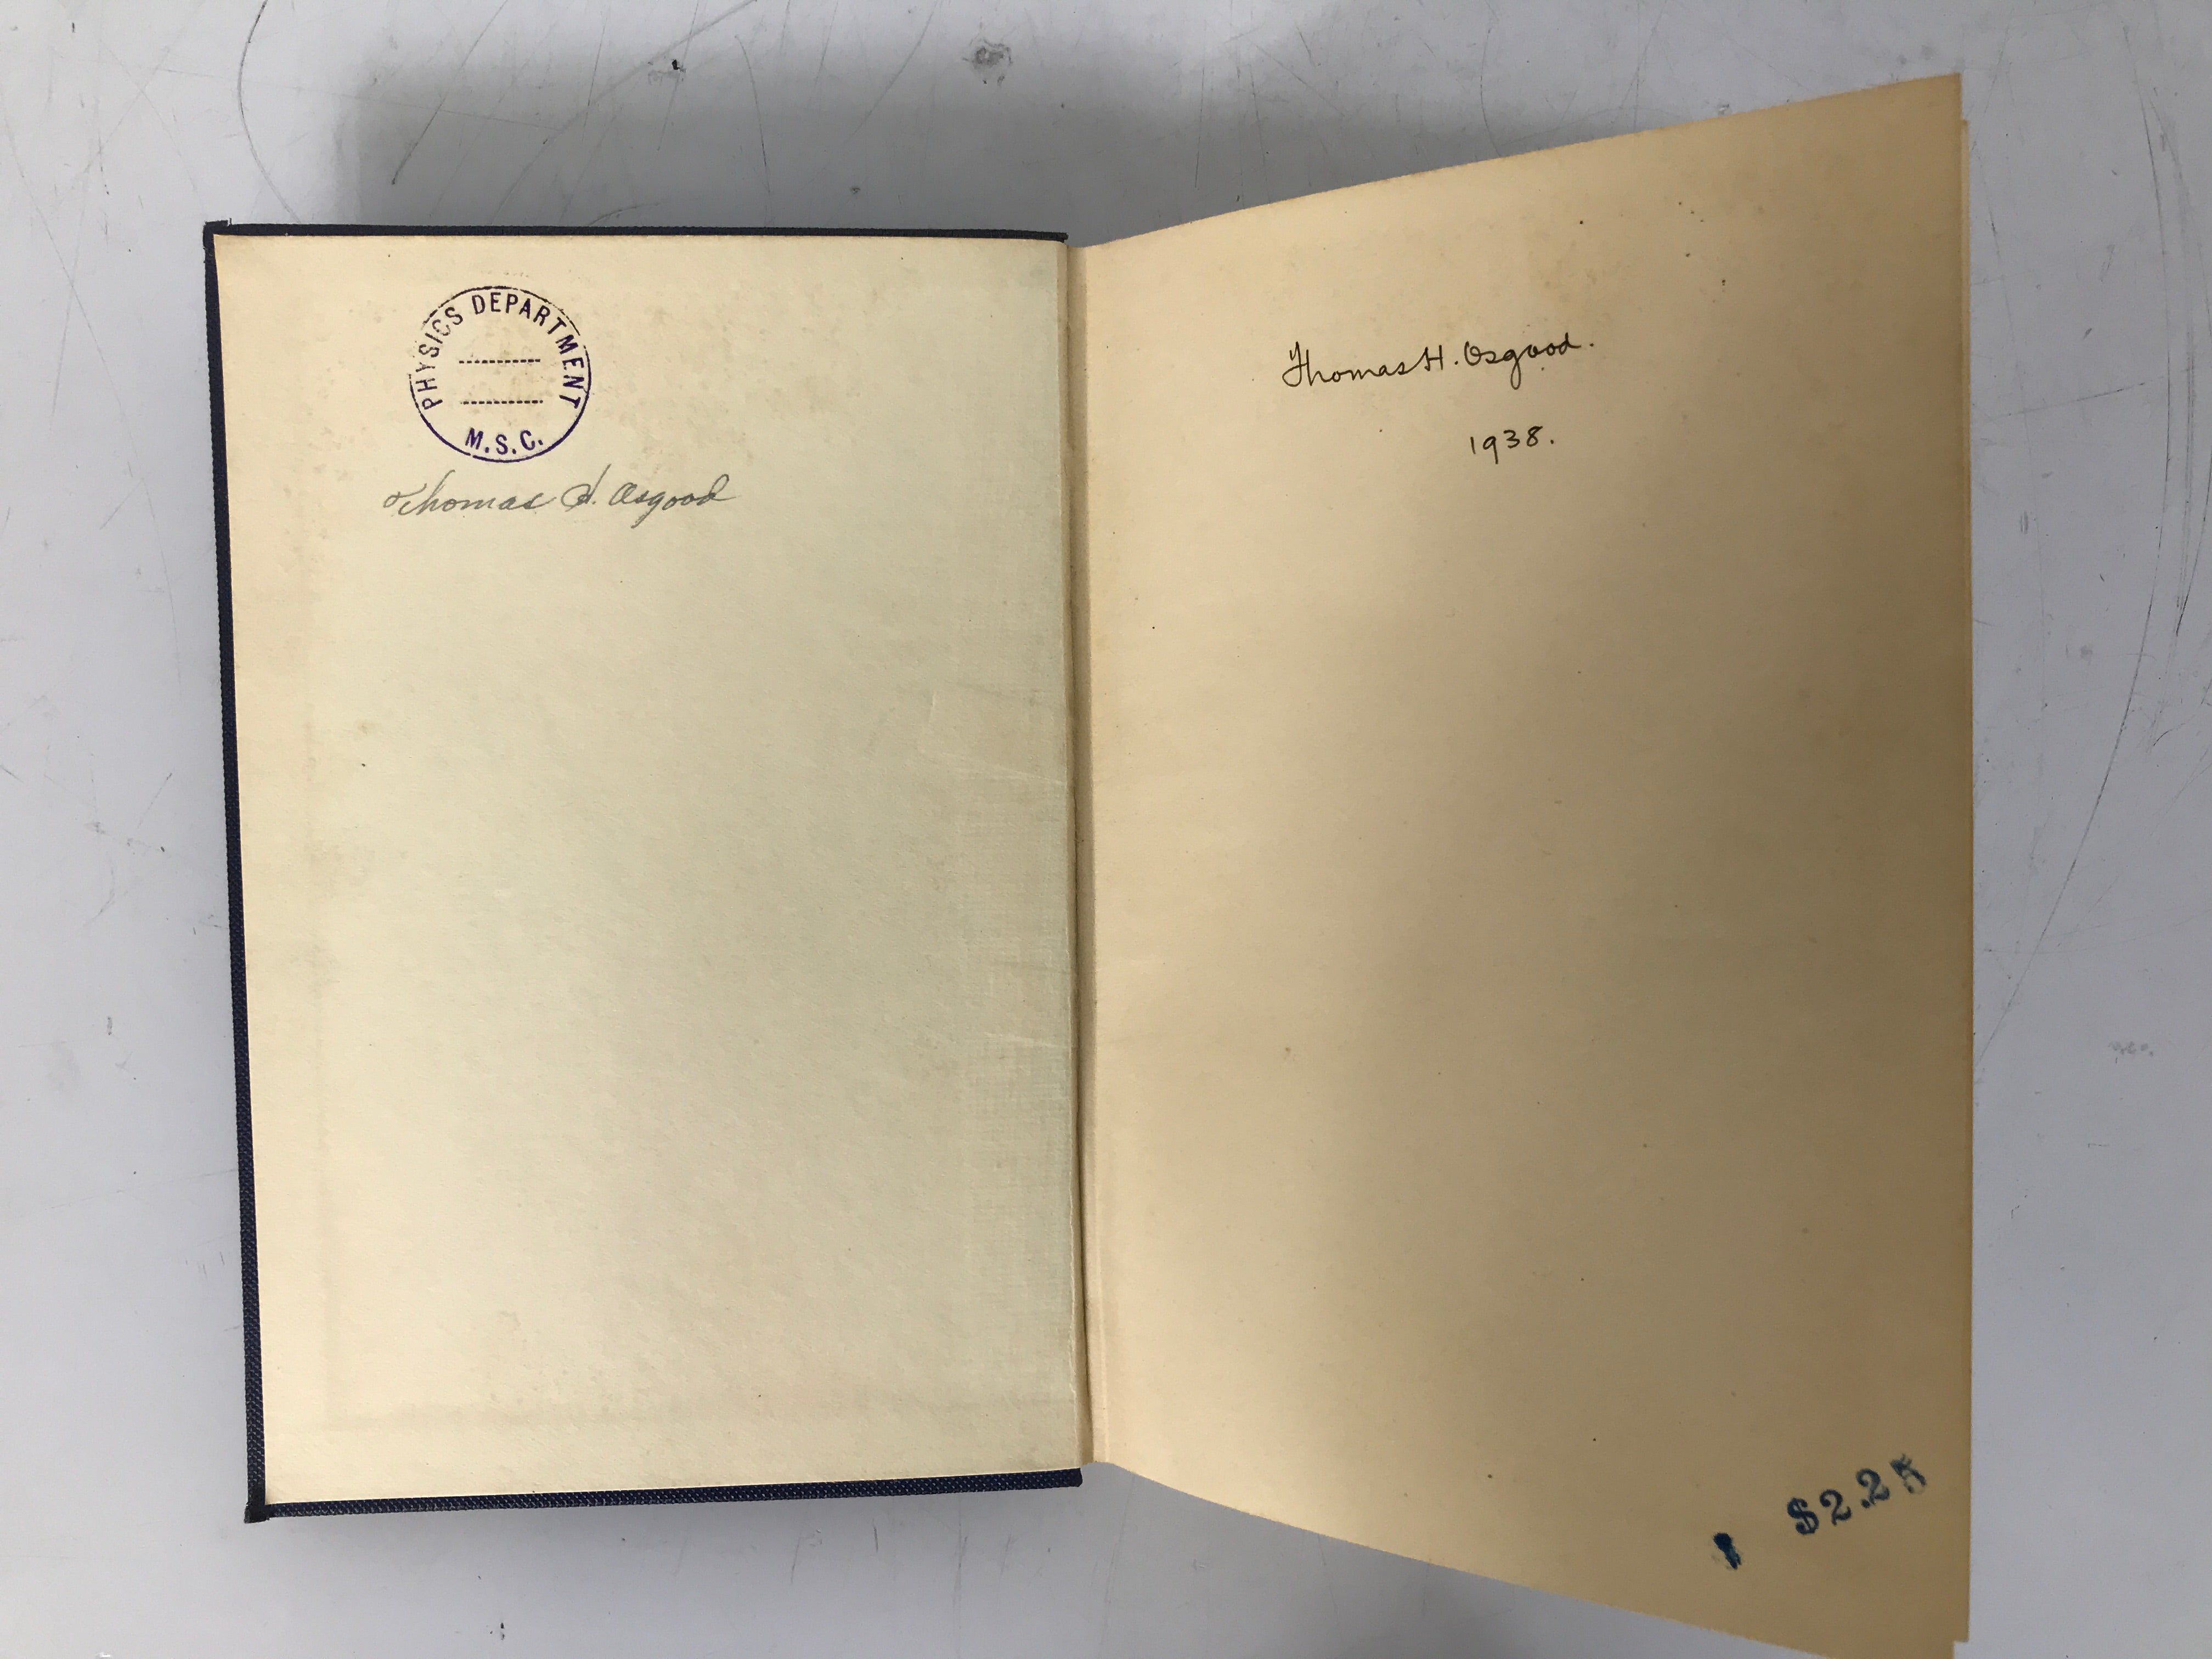 PHYSICS DEPARTMENT
M.S.C.
Thomas H. Osgood
Thomas H. Osgood.
1938.
$2.25